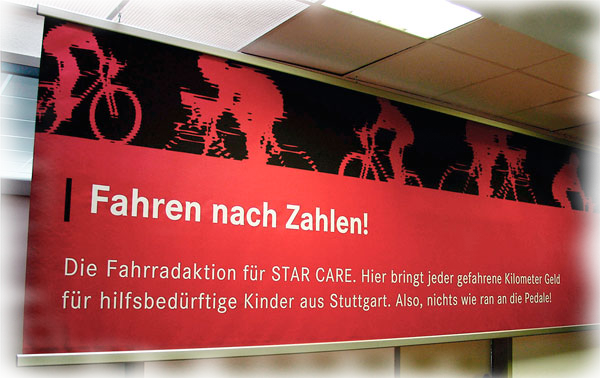 Fahren nach Zahlen!
Die Fahrradaktion für STAR CARE. Hier bringt jeder gefahrene Kilometer Geld
für hilfsbedürftige Kinder aus Stuttgart. Also, nichts wie ran an die Pedale!